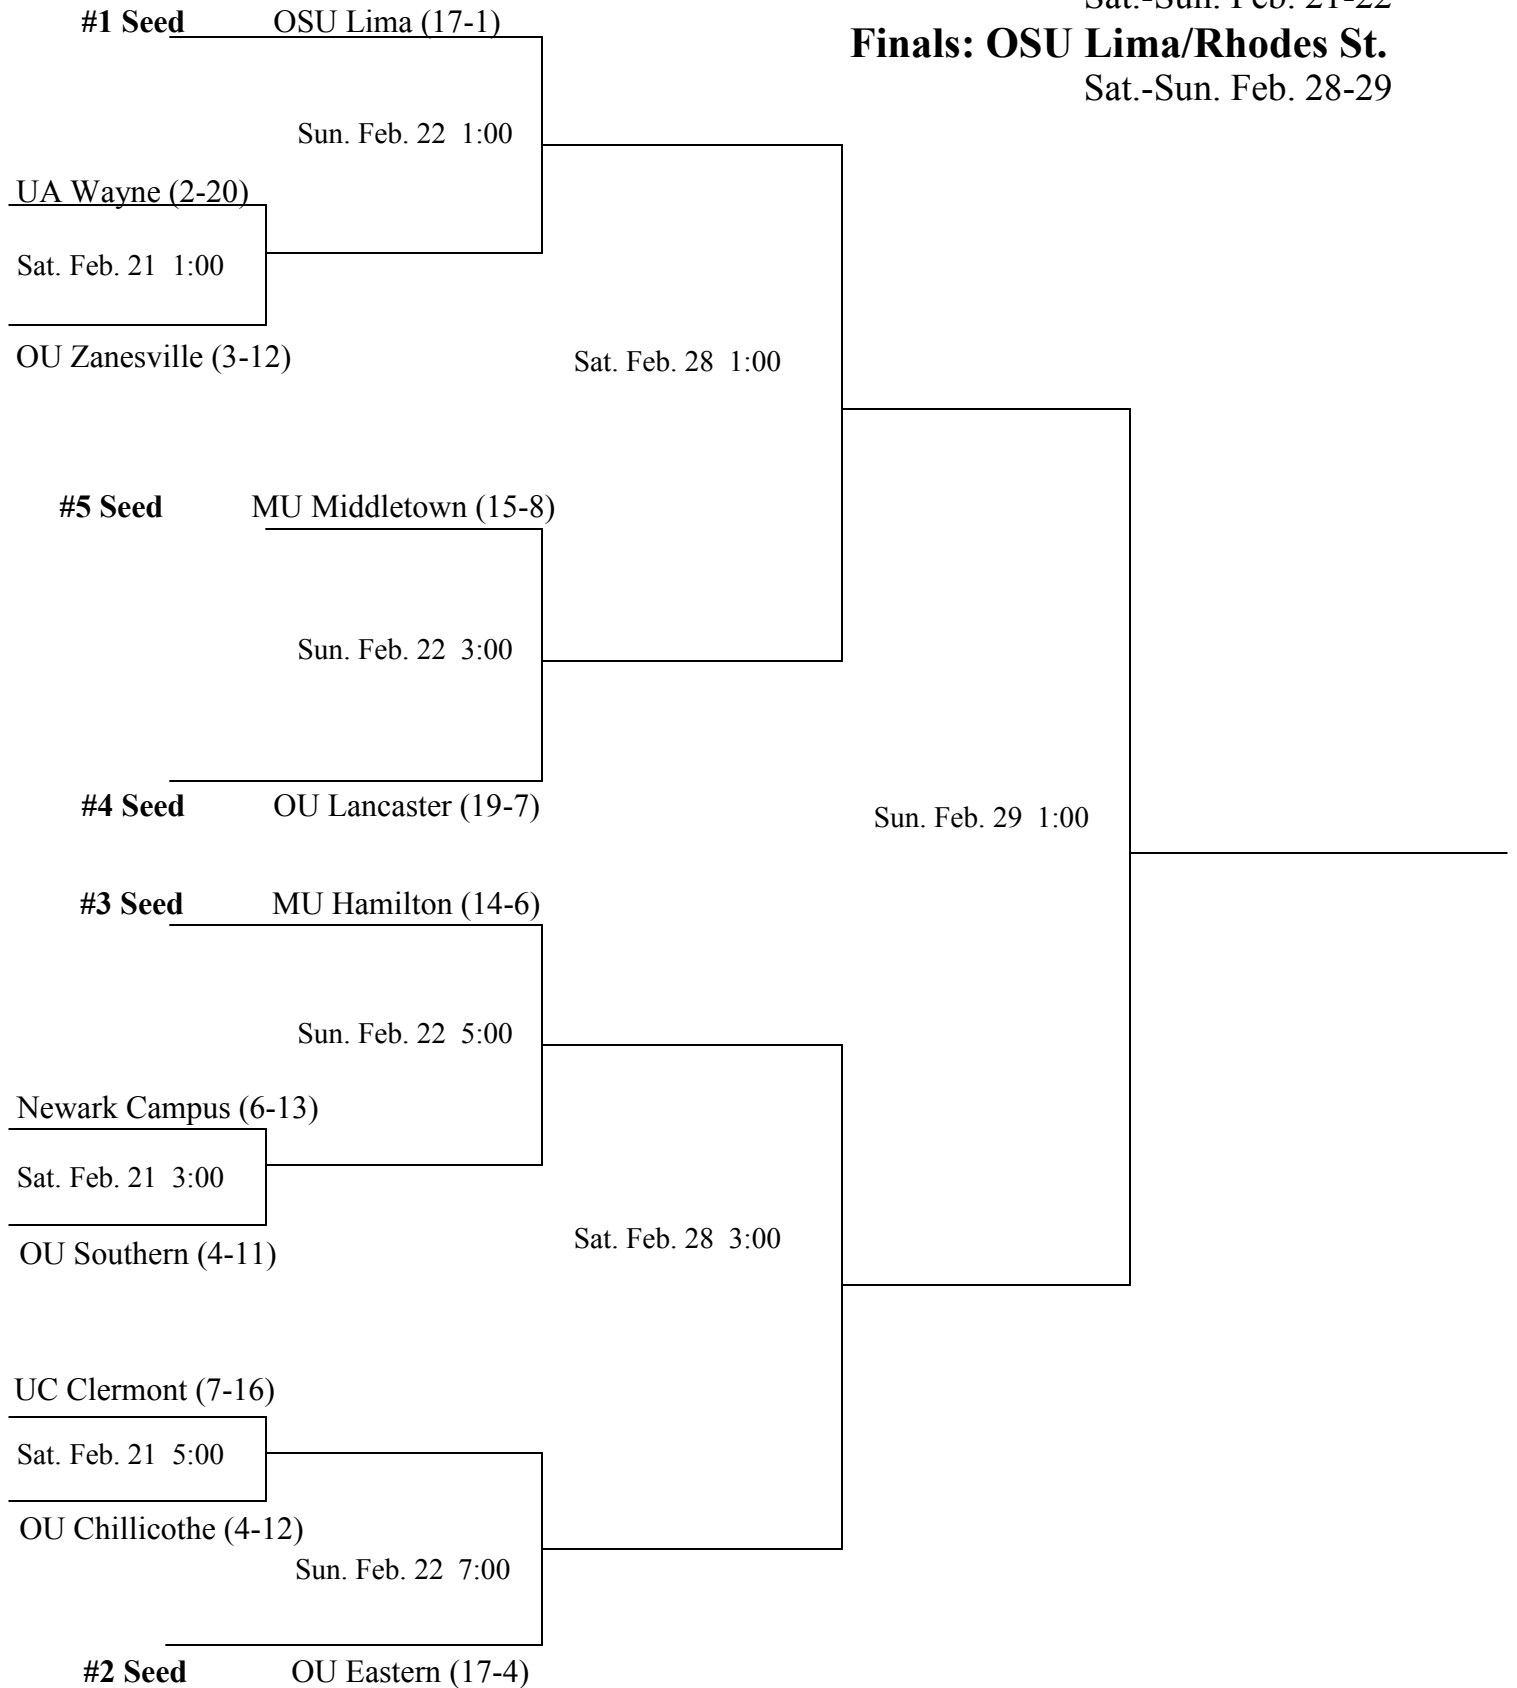 Sat.-Sun. Feb. 21-22
#1 Seed OSU Lima (17-1)
Finals: OSU Lima/Rhodes St.
Sat.-Sun. Feb. 28-29
Sun. Feb. 22 1:00
UA Wayne (2-20)
Sat. Feb. 21 1:00
OU Zanesville (3-12)
Sat. Feb. 28 1:00
#5 Seed MU Middletown (15-8)
Sun. Feb. 22 3:00
#4 Seed OU Lancaster (19-7)
Sun. Feb. 29 1:00
#3 Seed MU Hamilton (14-6)
Sun. Feb. 22 5:00
Newark Campus (6-13)
Sat. Feb. 21 3:00
OU Southern (4-11)
Sat. Feb. 28 3:00
UC Clermont (7-16)
Sat. Feb. 21 5:00
OU Chillicothe (4-12)
Sun. Feb. 22 7:00
#2 Seed OU Eastern (17-4)